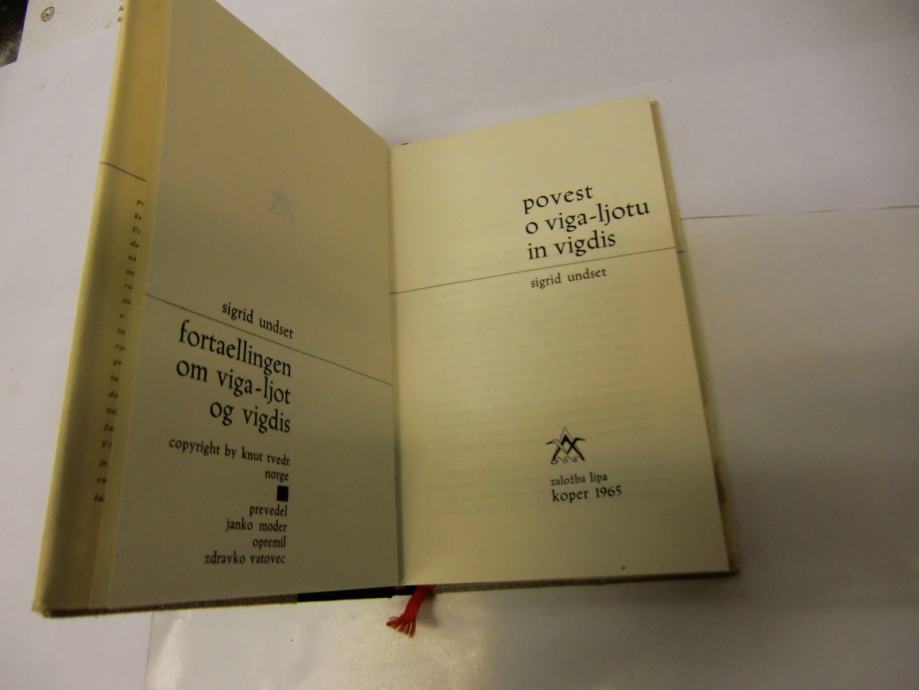 sigrid undset
fortaellingen
om viga-ljot
og vigdis
copyright by knut tvedt
norge
prevedel
janko moder
opremil
zdravko vatovec
povest
o viga-ljotu
in vigdis
sigrid undset
založba lipa
koper 1965